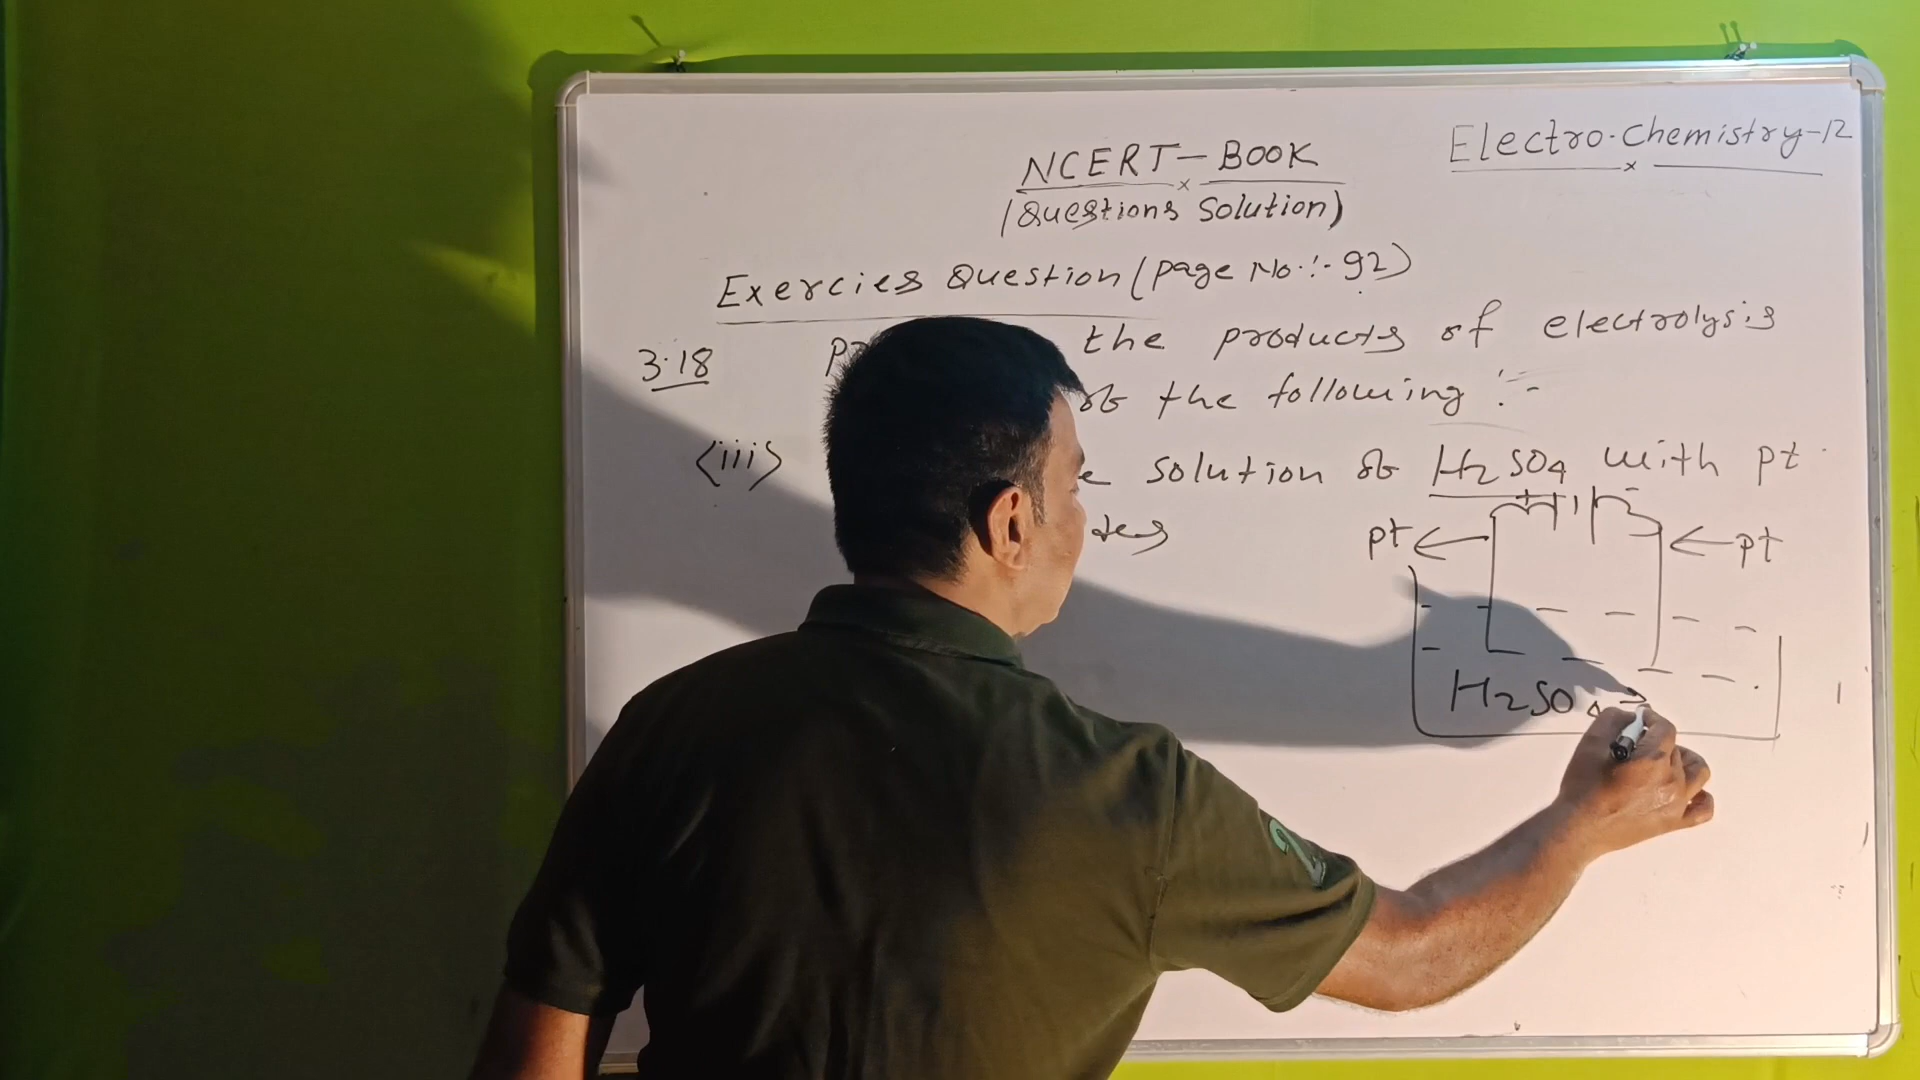 Electro.Chemistry-12
NCERT-BOOK
(Questions Solution)
Exercies Question (page No.:-92)
3.18 the products of electrolysis
of the following :-
(iii) solution of H2SO4 with pt
pt
pt
H2SO4 →
2